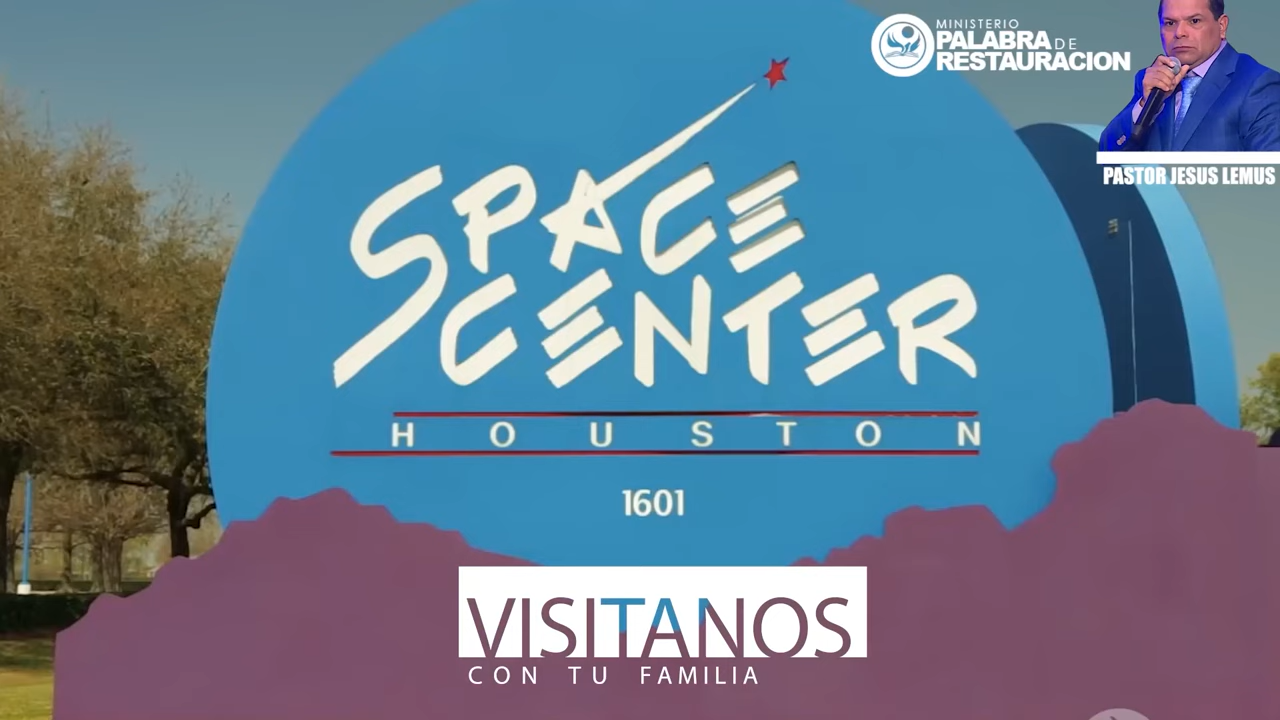 MINISTERIO
PALABRA DE
RESTAURACION
PASTOR JESUS LEMUS
SPACE
CENTER
HOUSTON
1601
VISITANOS
CON TU FAMILIA